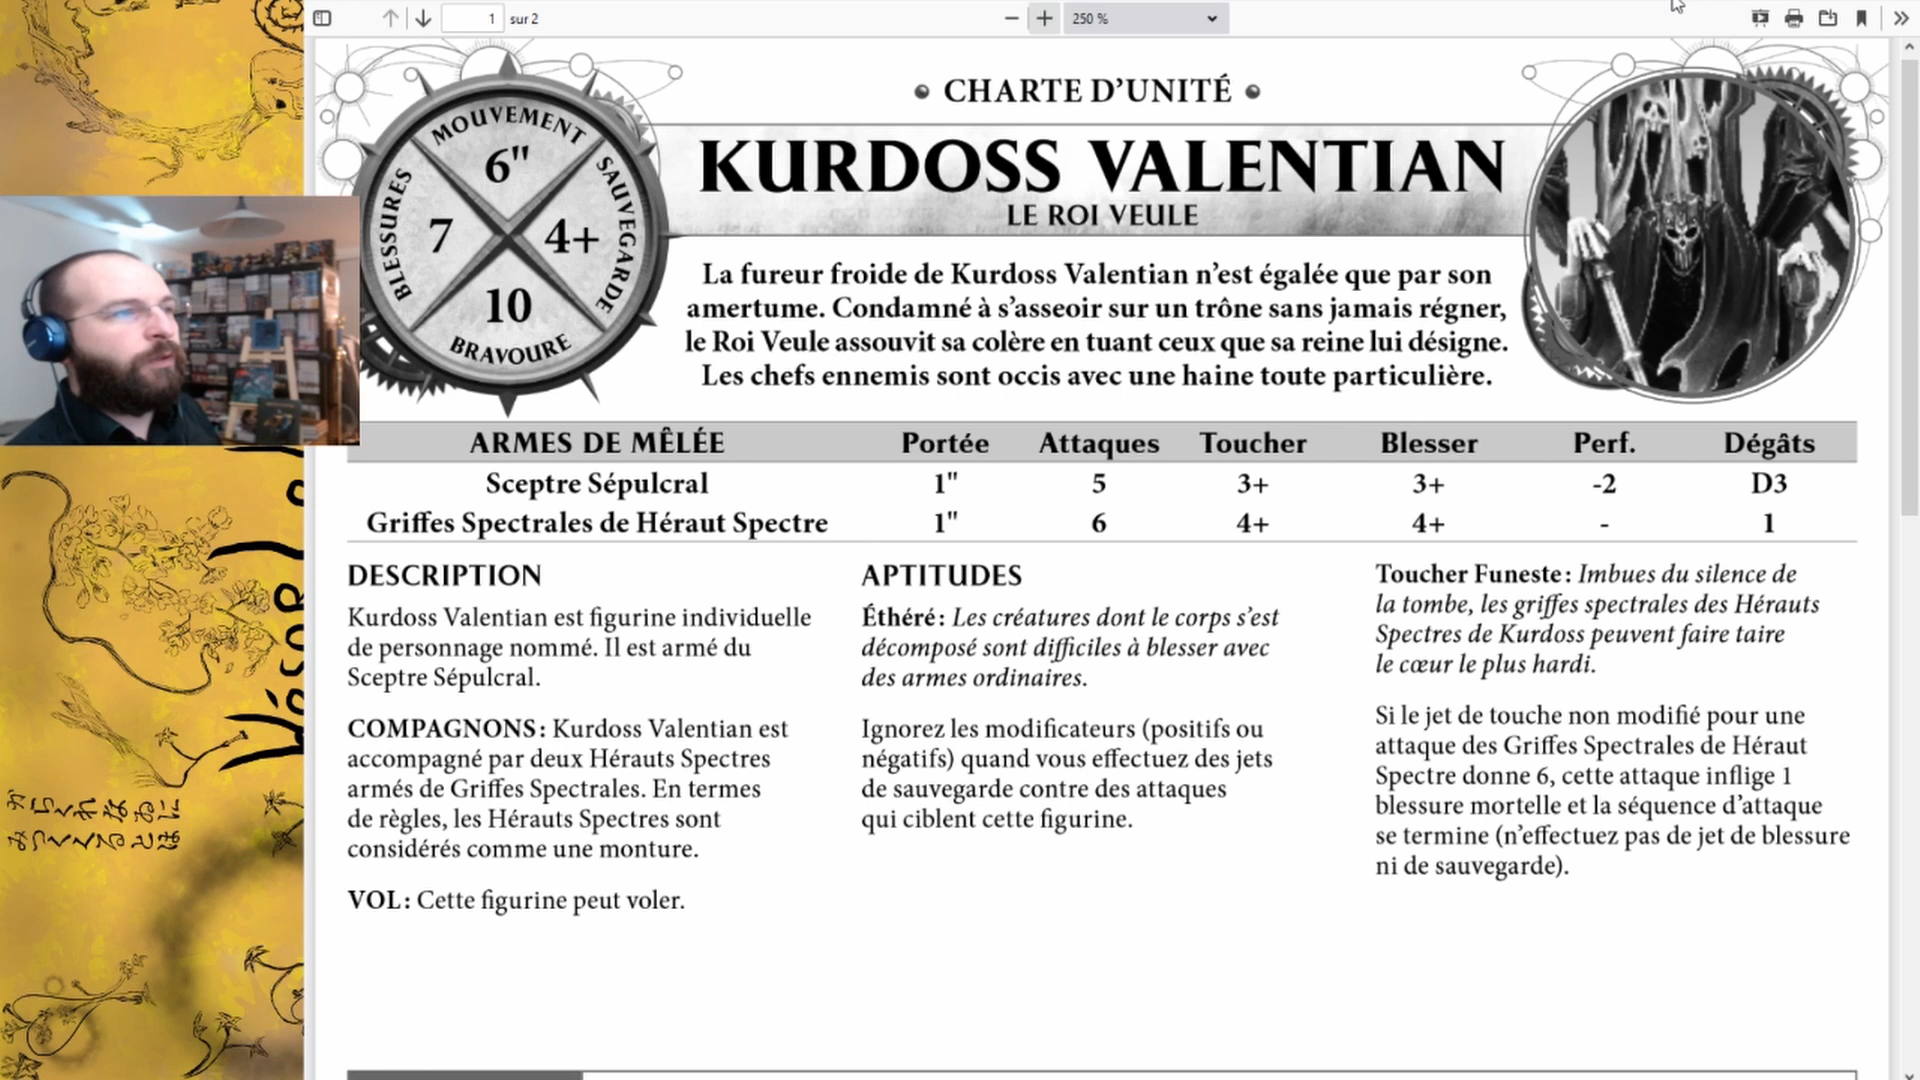 1 sur 2
250 %
• CHARTE D'UNITÉ •
KURDOSS VALENTIAN
LE ROI VEULE
MOUVEMENT
6"
BLESSURES
7
SAUVEGARDE
4+
10
BRAVOURE
La fureur froide de Kurdoss Valentian n'est égalée que par son
amertume. Condamné à s'asseoir sur un trône sans jamais régner,
le Roi Veule assouvit sa colère en tuant ceux que sa reine lui désigne.
Les chefs ennemis sont occis avec une haine toute particulière.
ARMES DE MÊLÉE Portée Attaques Toucher Blesser Perf. Dégâts
Sceptre Sépulcral 1" 5 3+ 3+ -2 D3
Griffes Spectrales de Héraut Spectre 1" 6 4+ 4+ - 1
DESCRIPTION
Kurdoss Valentian est figurine individuelle
de personnage nommé. Il est armé du
Sceptre Sépulcral.
COMPAGNONS : Kurdoss Valentian est
accompagné par deux Hérauts Spectres
armés de Griffes Spectrales. En termes
de règles, les Hérauts Spectres sont
considérés comme une monture.
VOL : Cette figurine peut voler.
APTITUDES
Éthéré : Les créatures dont le corps s'est
décomposé sont difficiles à blesser avec
des armes ordinaires.
Ignorez les modificateurs (positifs ou
négatifs) quand vous effectuez des jets
de sauvegarde contre des attaques
qui ciblent cette figurine.
Toucher Funeste : Imbues du silence de
la tombe, les griffes spectrales des Hérauts
Spectres de Kurdoss peuvent faire taire
le cœur le plus hardi.
Si le jet de touche non modifié pour une
attaque des Griffes Spectrales de Héraut
Spectre donne 6, cette attaque inflige 1
blessure mortelle et la séquence d'attaque
se termine (n'effectuez pas de jet de blessure
ni de sauvegarde).